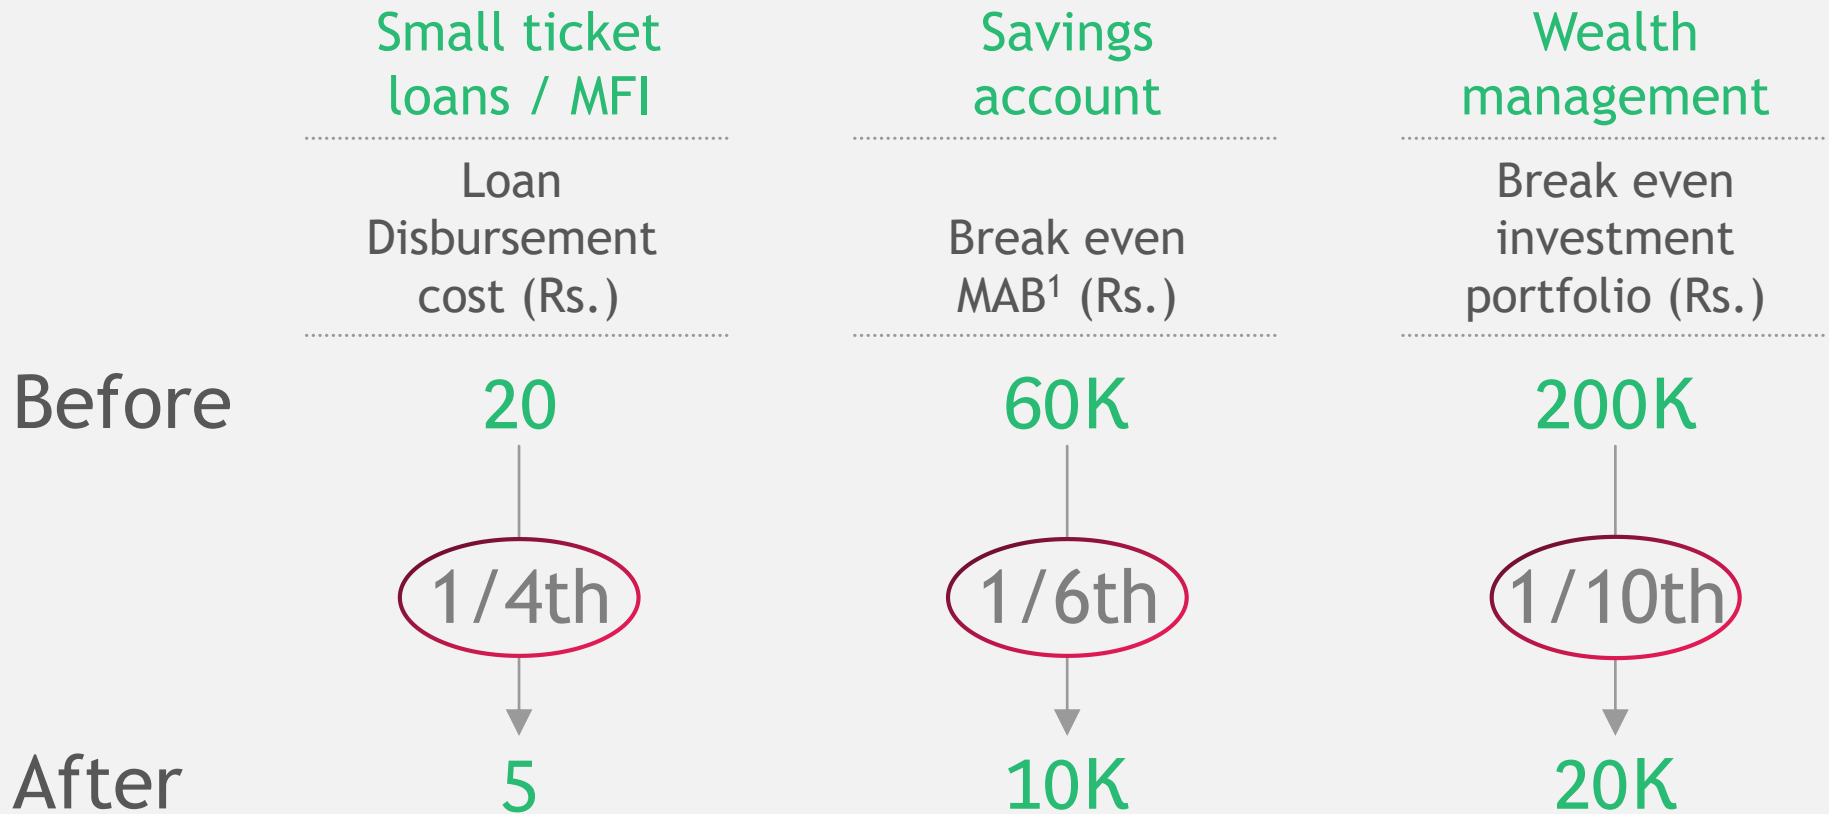 Small ticket
loans / MFI
Savings
account
Wealth
management
Loan
Disbursement
cost (Rs.)
Break even
MAB¹ (Rs.)
Break even
investment
portfolio (Rs.)
Before
20
60K
200K
1/4th
1/6th
1/10th
After
5
10K
20K